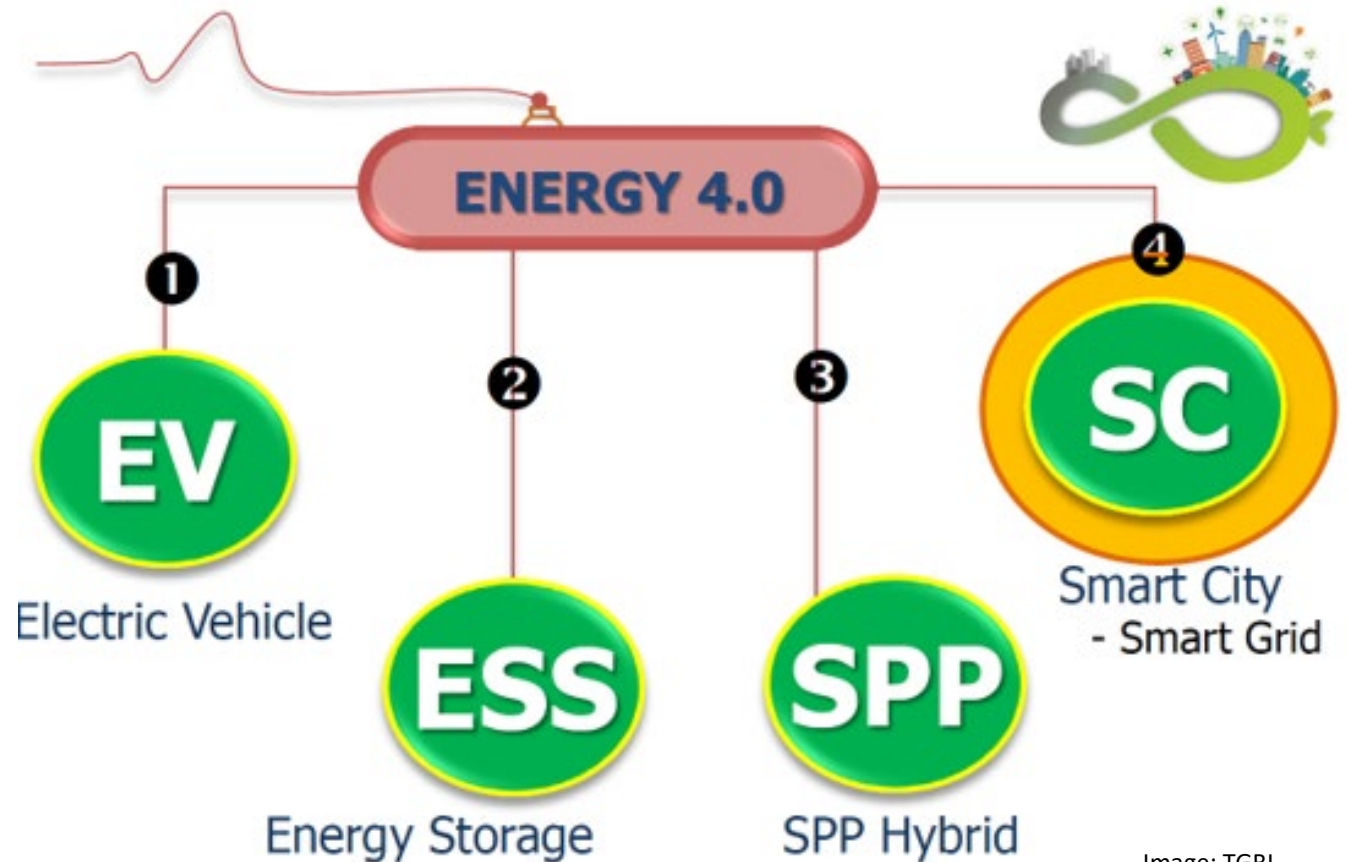 ENERGY 4.0
1
EV
Electric Vehicle
2
ESS
Energy Storage
3
SPP
SPP Hybrid
4
SC
Smart City
- Smart Grid
Image: